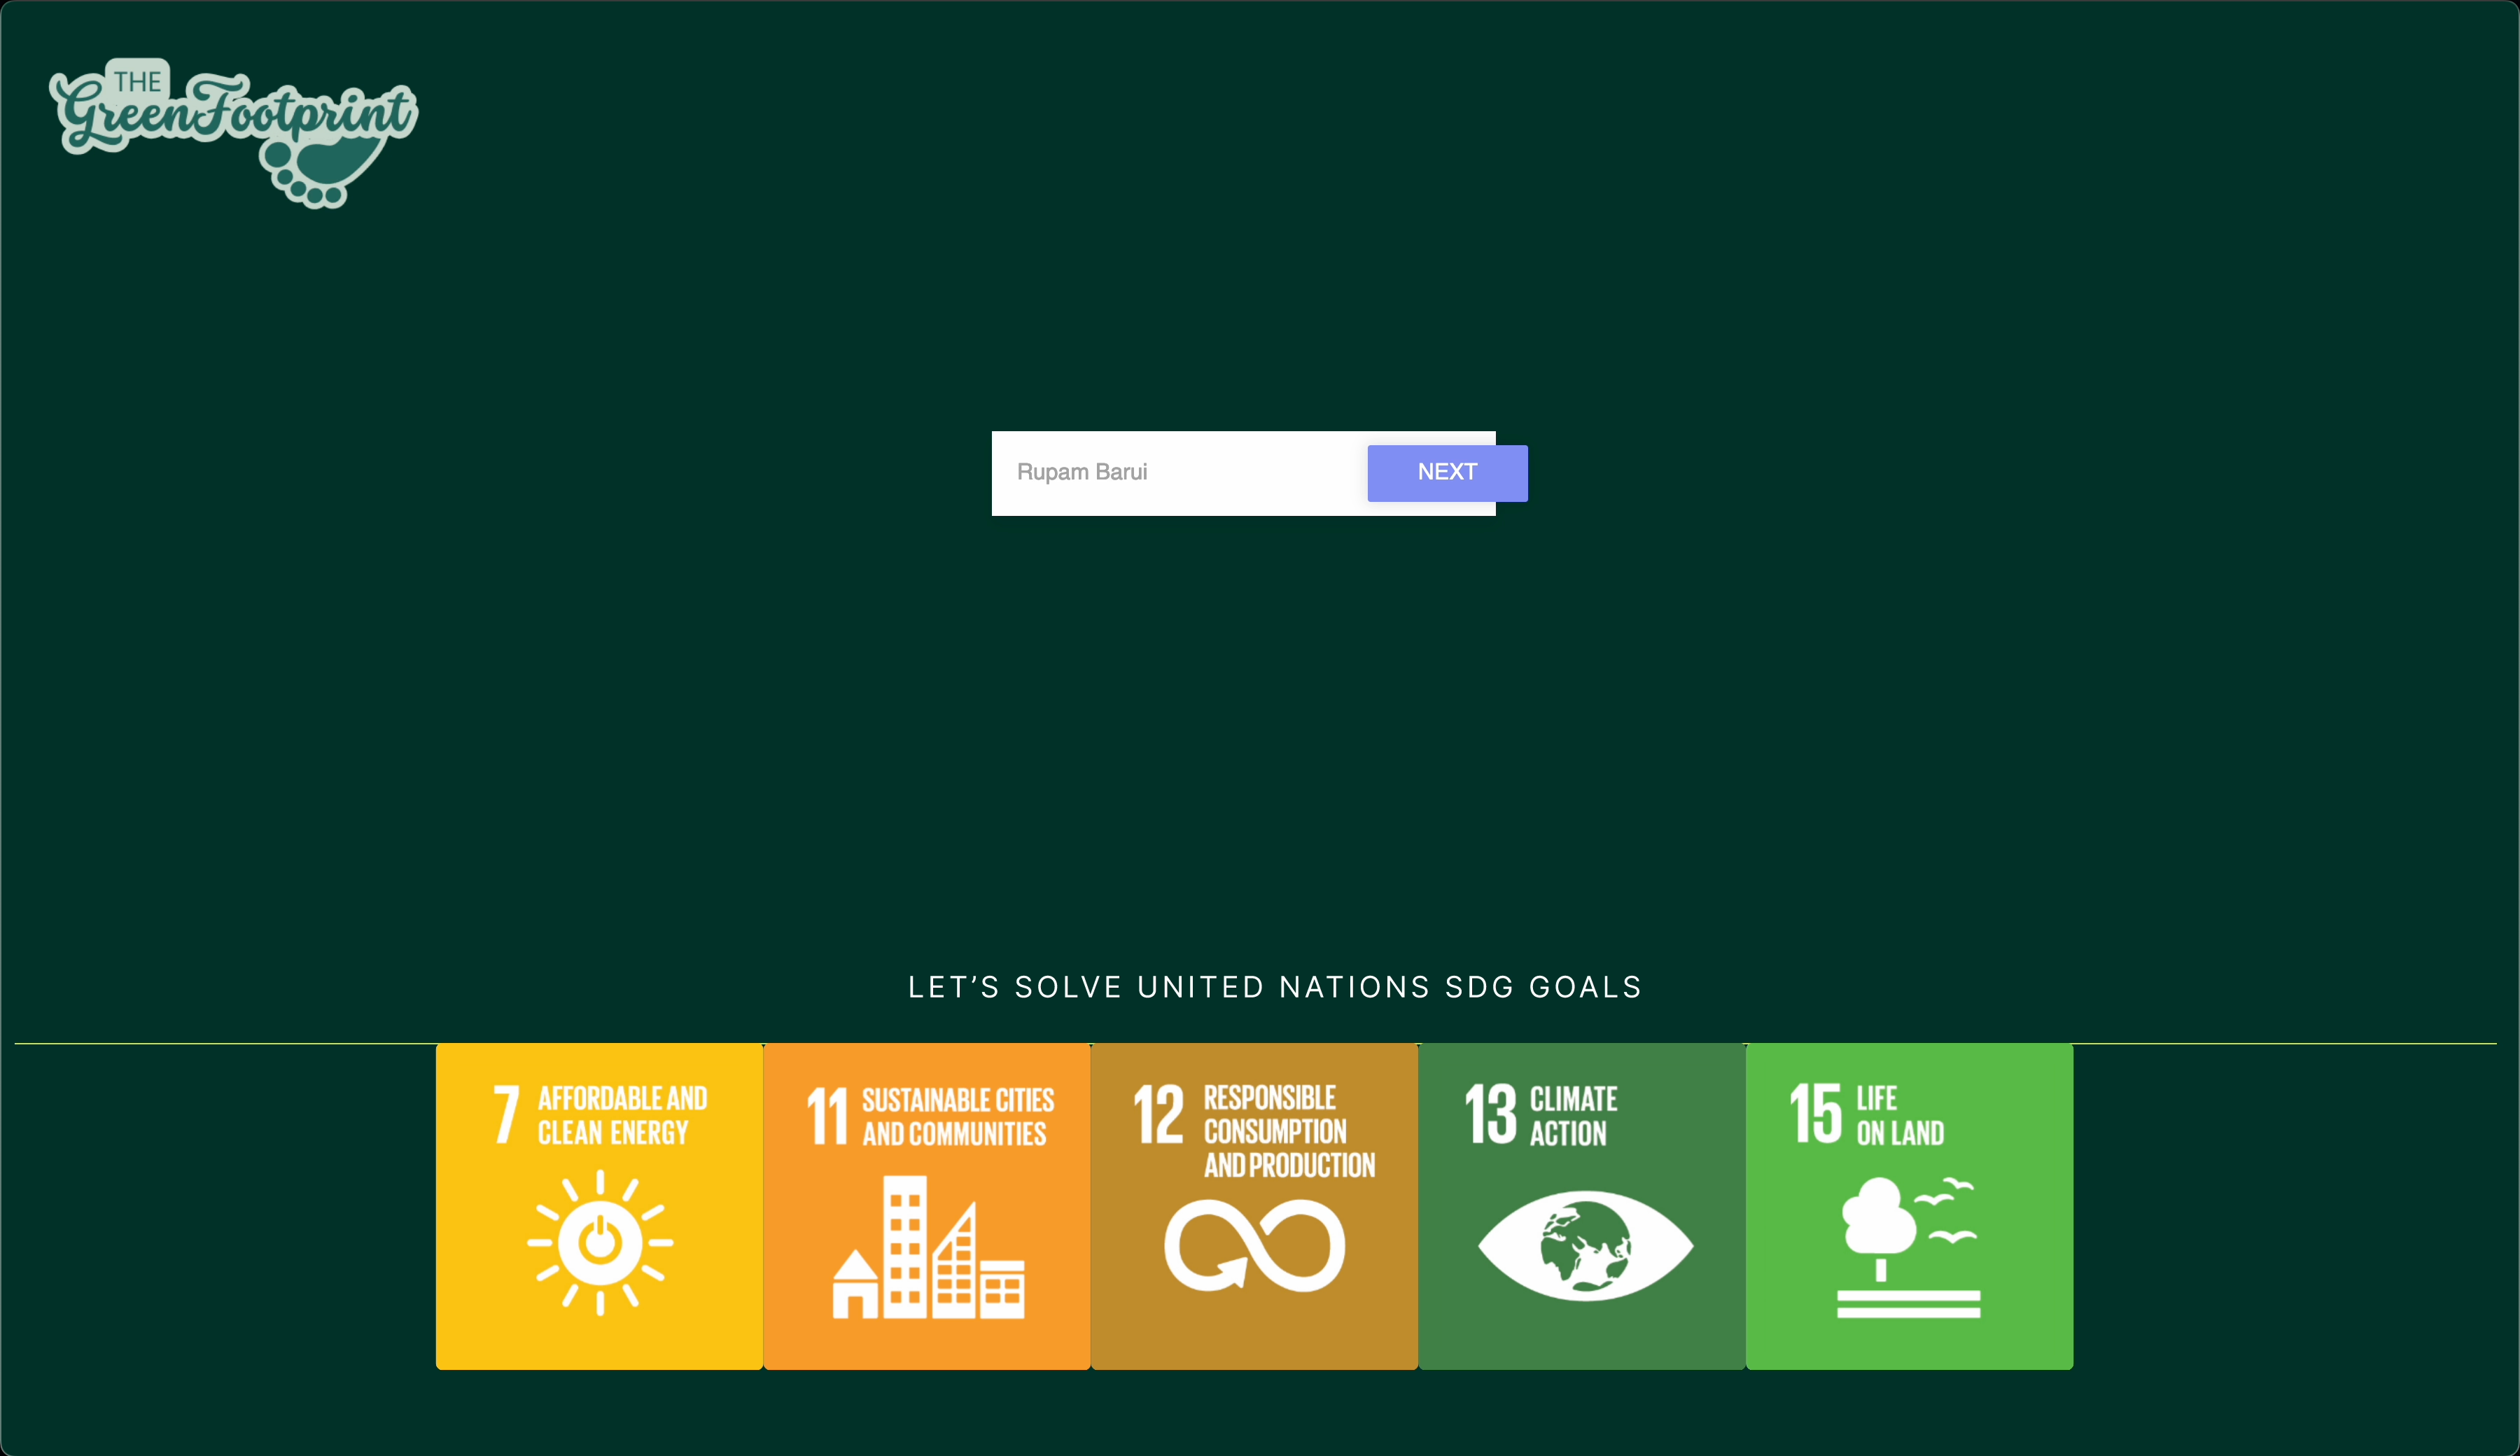 THE
GreenFootprint
Rupam Barui
NEXT
LET’S SOLVE UNITED NATIONS SDG GOALS
7 AFFORDABLE AND
CLEAN ENERGY
11 SUSTAINABLE CITIES
AND COMMUNITIES
12 RESPONSIBLE
CONSUMPTION
AND PRODUCTION
13 CLIMATE
ACTION
15 LIFE
ON LAND